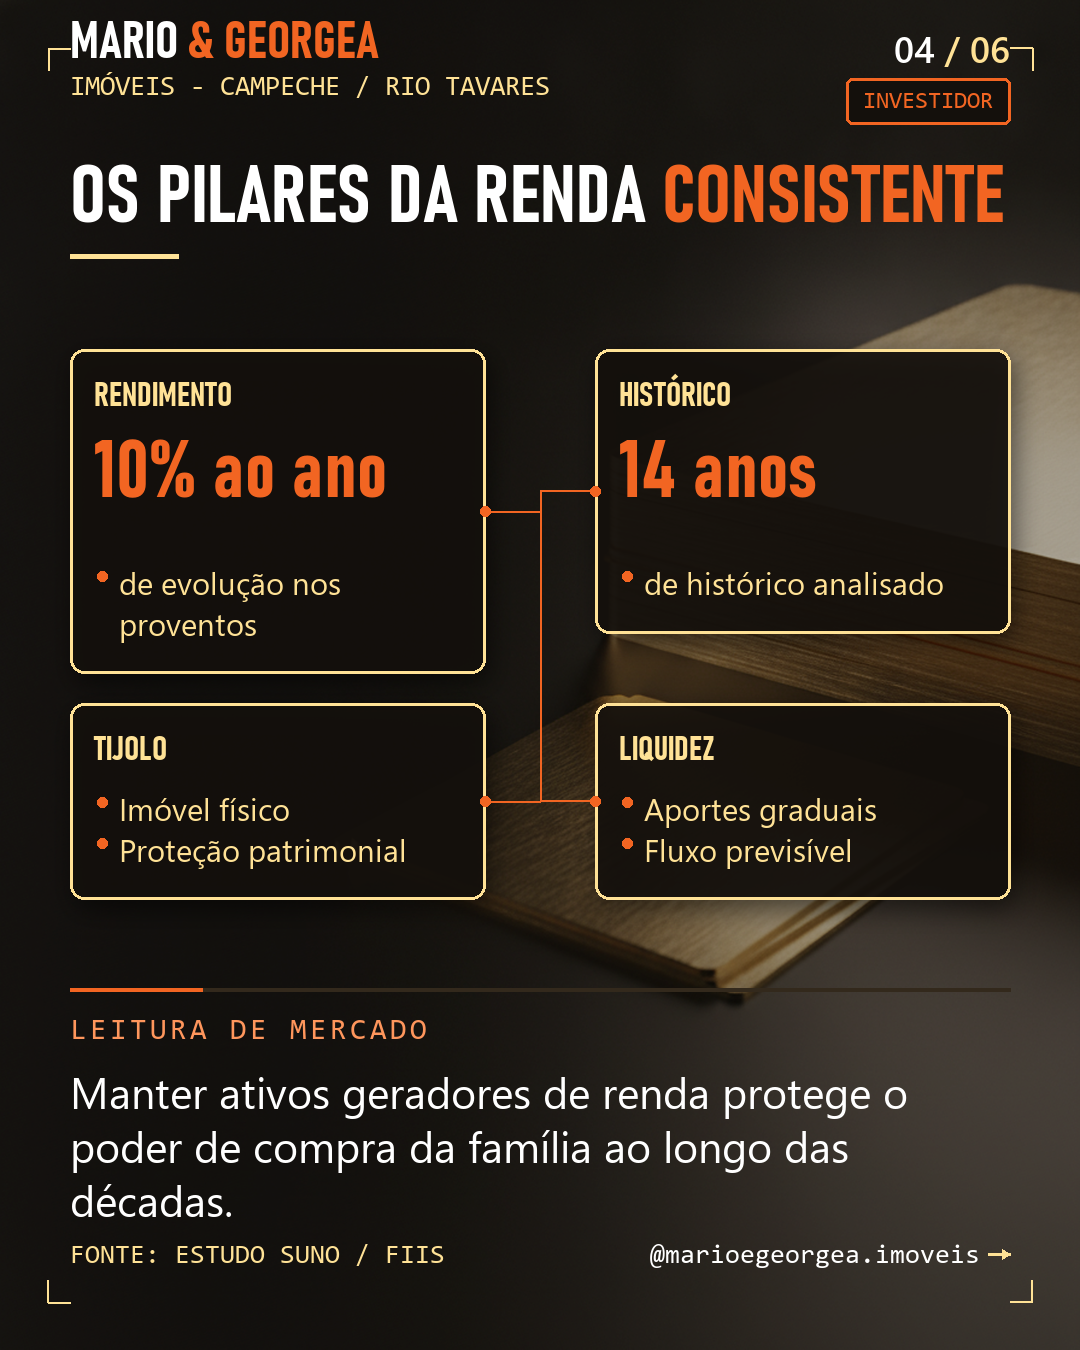 MARIO & GEORGEA
IMÓVEIS - CAMPECHE / RIO TAVARES
04 / 06
INVESTIDOR
OS PILARES DA RENDA CONSISTENTE
RENDIMENTO
10% ao ano
de evolução nos
proventos
HISTÓRICO
14 anos
de histórico analisado
TIJOLO
Imóvel físico
Proteção patrimonial
LIQUIDEZ
Aportes graduais
Fluxo previsível
LEITURA DE MERCADO
Manter ativos geradores de renda protege o
poder de compra da família ao longo das
décadas.
FONTE: ESTUDO SUNO / FIIS
@marioegeorgea.imoveis